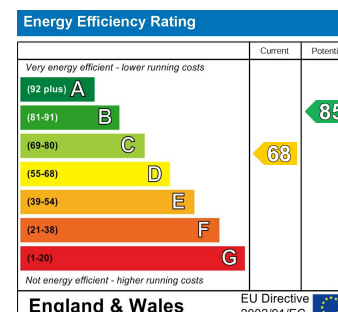 Energy Efficiency Rating
Current
Very energy efficient - lower running costs
(92 plus) A
(81-91) B
85
(69-80) C
68
(55-68) D
(39-54) E
(21-38) F
(1-20) G
Not energy efficient - higher running costs
England & Wales
EU Directive